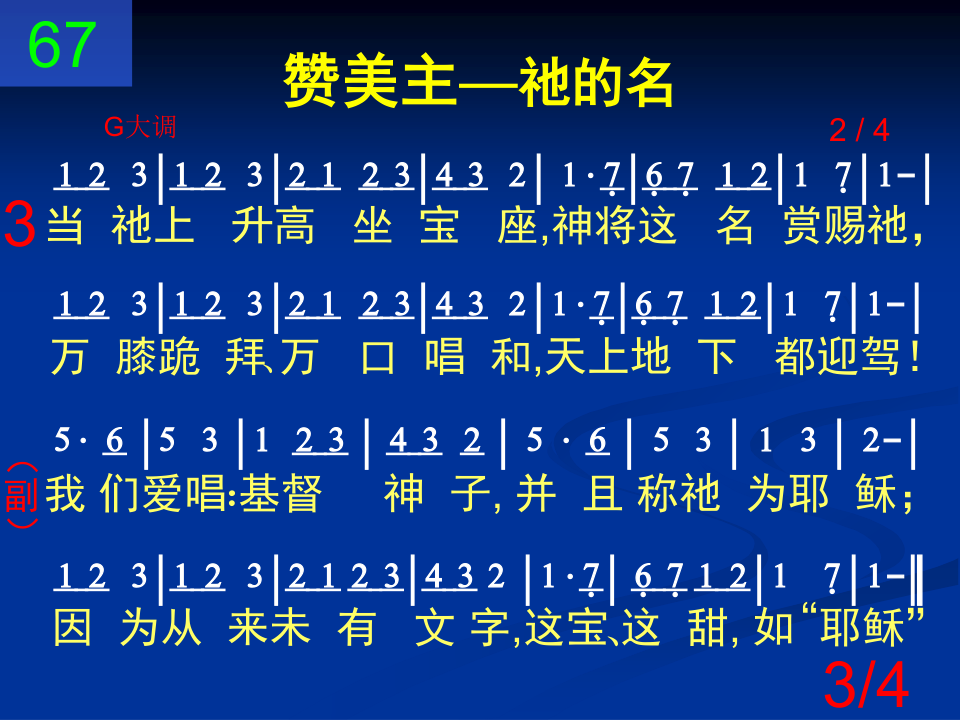 67
赞美主—祂的名
G大调 2 / 4
1 2 3│1 2 3│2 1 2 3│4 3 2│1 · 7̣│6̣ 7̣ 1 2│1 7̣│1-│
3 当 祂上 升高 坐 宝 座,神将这 名 赏赐祂，
1 2 3│1 2 3│2 1 2 3│4 3 2│1 · 7̣│6̣ 7̣ 1 2│1 7̣│1-│
万 膝跪 拜、万 口 唱 和,天上地 下 都迎驾！
5 · 6│5 3│1 2 3│4 3 2│5 · 6│5 3│1 3│2-│
（副） 我 们爱唱:基督 神 子, 并 且 称祂 为耶 稣；
1 2 3│1 2 3│2 1 2 3│4 3 2│1 · 7̣│6̣ 7̣ 1 2│1 7̣│1-‖
因 为从 来未 有 文 字,这宝、这 甜, 如“耶稣”
3/4